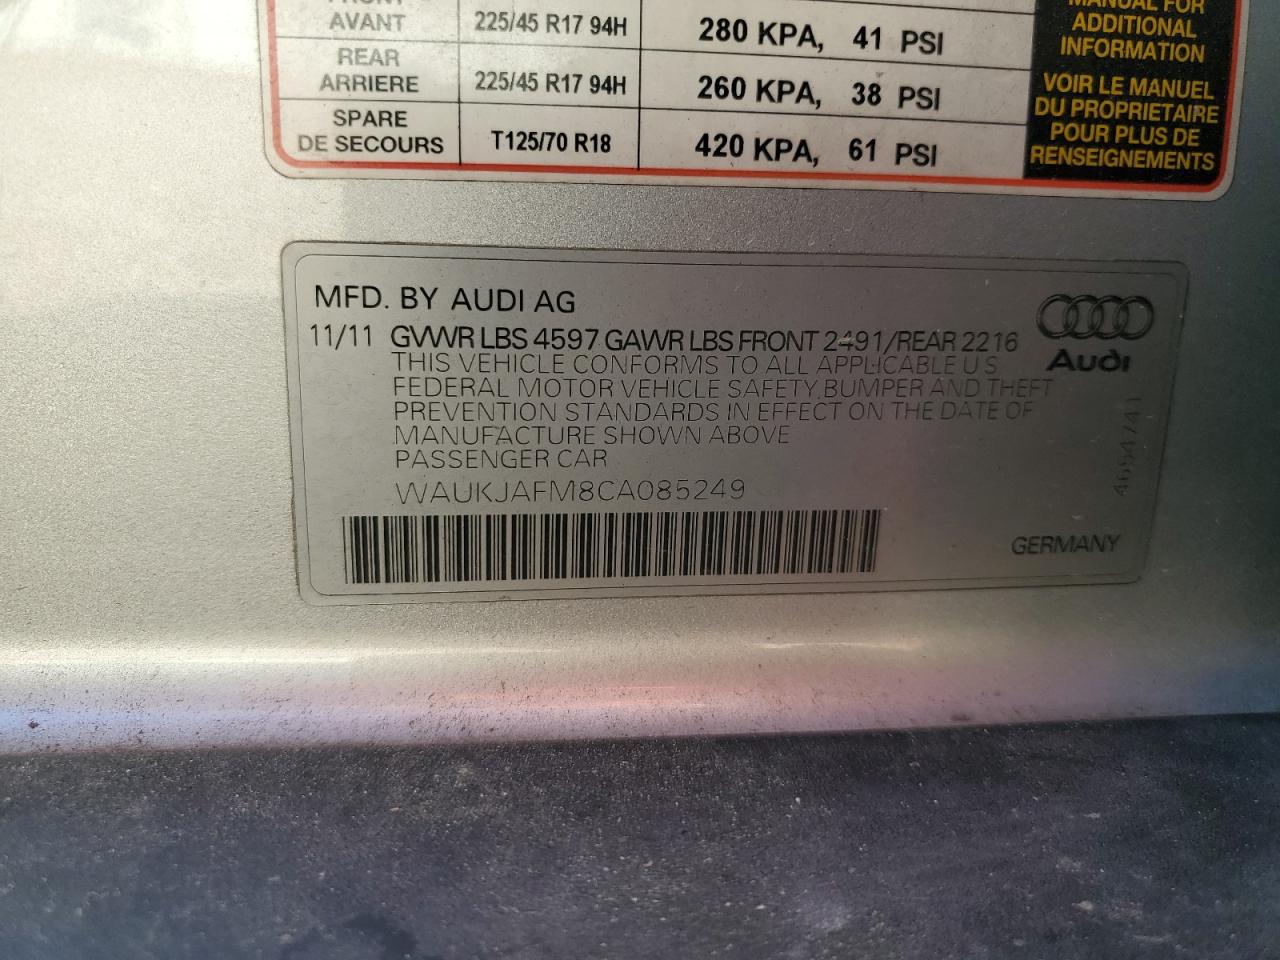 AVANT 225/45 R17 94H 280 KPA, 41 PSI
REAR
ARRIERE 225/45 R17 94H 260 KPA, 38 PSI
SPARE
DE SECOURS T125/70 R18 420 KPA, 61 PSI
MANUAL FOR
ADDITIONAL
INFORMATION
VOIR LE MANUEL
DU PROPRIETAIRE
POUR PLUS DE
RENSEIGNEMENTS
MFD. BY AUDI AG
11/11 GVWR LBS 4597 GAWR LBS FRONT 2491/REAR 2216
THIS VEHICLE CONFORMS TO ALL APPLICABLE U S
FEDERAL MOTOR VEHICLE SAFETY,BUMPER AND THEFT
PREVENTION STANDARDS IN EFFECT ON THE DATE OF
MANUFACTURE SHOWN ABOVE
PASSENGER CAR
WAUKJAFM8CA085249
Audi
4654741
GERMANY